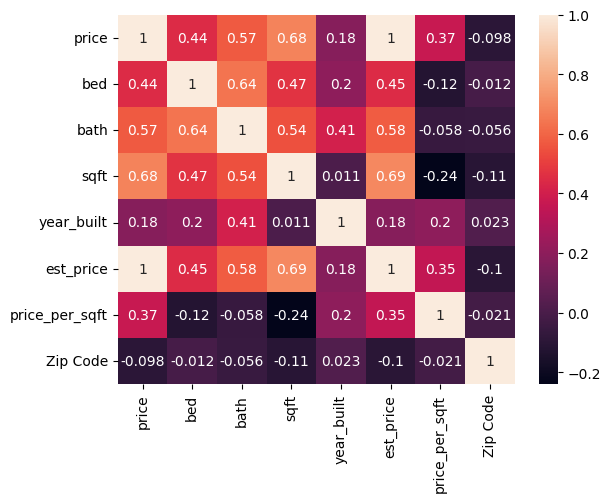 price 1 0.44 0.57 0.68 0.18 1 0.37 -0.098
bed 0.44 1 0.64 0.47 0.2 0.45 -0.12 -0.012
bath 0.57 0.64 1 0.54 0.41 0.58 -0.058 -0.056
sqft 0.68 0.47 0.54 1 0.011 0.69 -0.24 -0.11
year_built 0.18 0.2 0.41 0.011 1 0.18 0.2 0.023
est_price 1 0.45 0.58 0.69 0.18 1 0.35 -0.1
price_per_sqft 0.37 -0.12 -0.058 -0.24 0.2 0.35 1 -0.021
Zip Code -0.098 -0.012 -0.056 -0.11 0.023 -0.1 -0.021 1
price bed bath sqft year_built est_price price_per_sqft Zip Code
1.0
0.8
0.6
0.4
0.2
0.0
−0.2